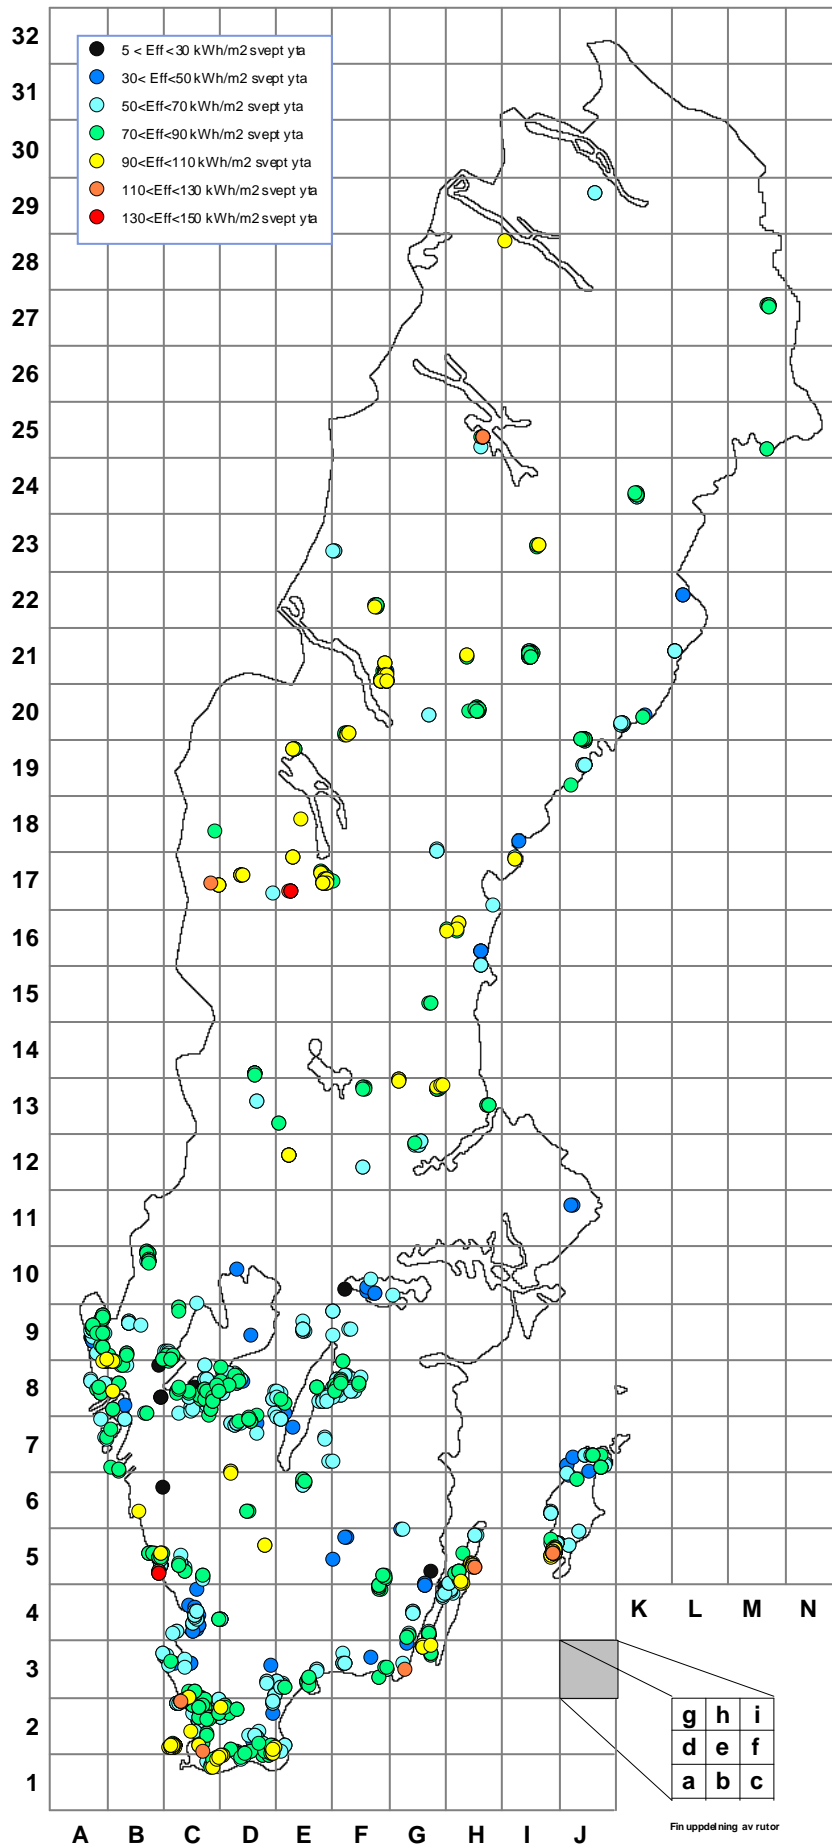 32
5 < Eff<30 kWh/m2 svept yta
30< Eff<50 kWh/m2 svept yta
50<Eff<70 kWh/m2 svept yta
70<Eff<90 kWh/m2 svept yta
90<Eff<110 kWh/m2 svept yta
110<Eff<130 kWh/m2 svept yta
130<Eff<150 kWh/m2 svept yta
31
30
29
28
27
26
25
24
23
22
21
20
19
18
17
16
15
14
13
12
11
10
9
8
7
6
5
4
K L M N
3
g h i
d e f
a b c
2
1
Fin uppdelning av rutor
A B C D E F G H I J